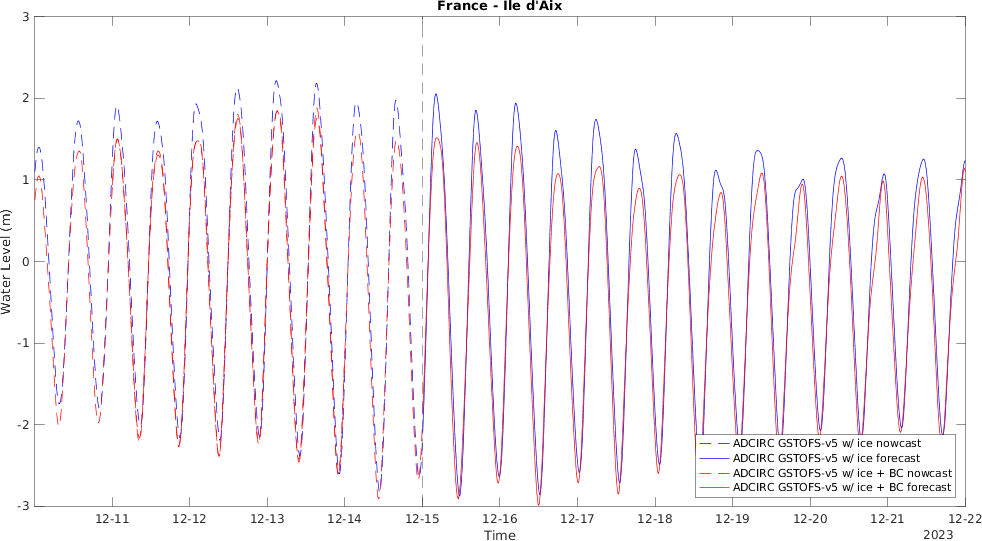 France - Ile d'Aix
3
2
1
0
-1
-2
-3
Water Level (m)
ADCIRC GSTOFS-v5 w/ ice nowcast
ADCIRC GSTOFS-v5 w/ ice forecast
ADCIRC GSTOFS-v5 w/ ice + BC nowcast
ADCIRC GSTOFS-v5 w/ ice + BC forecast
12-11 12-12 12-13 12-14 12-15 12-16 12-17 12-18 12-19 12-20 12-21 12-22
Time
2023